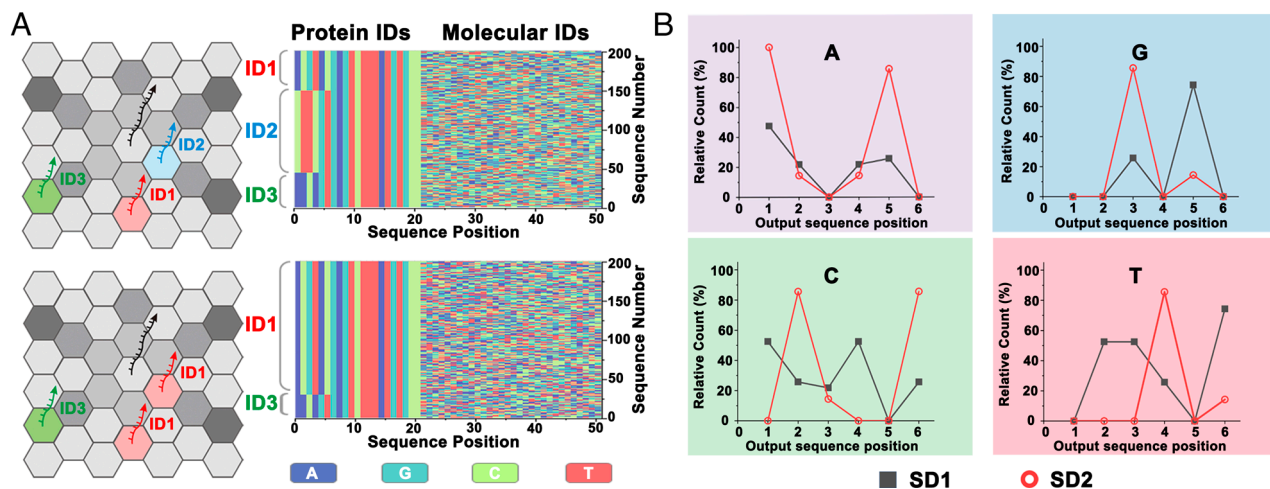 A
Protein IDs
Molecular IDs
ID1
ID2
ID3
ID3
ID2
ID1
200
150
100
50
0
Sequence Number
0
10
20
30
40
50
Sequence Position
ID1
ID3
ID3
ID1
ID1
200
150
100
50
0
Sequence Number
0
10
20
30
40
50
Sequence Position
A
G
C
T
B
A
Relative Count (%)
100
80
60
40
20
0
0
1
2
3
4
5
6
Output sequence position
G
Relative Count (%)
100
80
60
40
20
0
0
1
2
3
4
5
6
Output sequence position
C
Relative Count (%)
100
80
60
40
20
0
0
1
2
3
4
5
6
Output sequence position
T
Relative Count (%)
100
80
60
40
20
0
0
1
2
3
4
5
6
Output sequence position
SD1
SD2